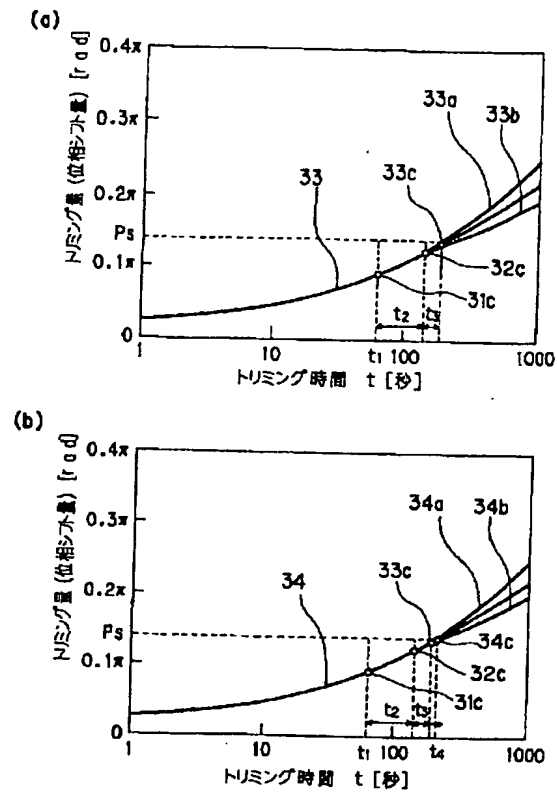 (a)
トリミング量(位相シフト量) [rad]
0.4π
0.3π
0.2π
Ps
0.1π
0
33
33a
33b
33c
32c
31c
t2
t3
1
10
t1
100
1000
トリミング時間 t [秒]
(b)
トリミング量(位相シフト量) [rad]
0.4π
0.3π
0.2π
Ps
0.1π
0
34
34a
34b
33c
34c
32c
31c
t2
t3
1
10
t1
100
t4
1000
トリミング時間 t [秒]